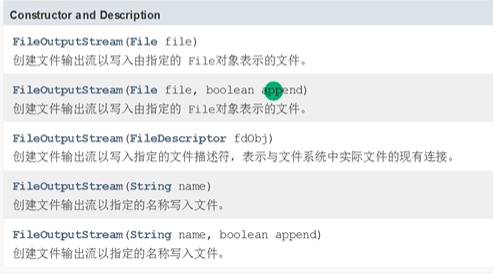 Constructor and Description
FileOutputStream(File file)
创建文件输出流以写入由指定的 File对象表示的文件。
FileOutputStream(File file, boolean append)
创建文件输出流以写入由指定的 File对象表示的文件。
FileOutputStream(FileDescriptor fdObj)
创建文件输出流以写入指定的文件描述符，表示与文件系统中实际文件的现有连接。
FileOutputStream(String name)
创建文件输出流以指定的名称写入文件。
FileOutputStream(String name, boolean append)
创建文件输出流以指定的名称写入文件。